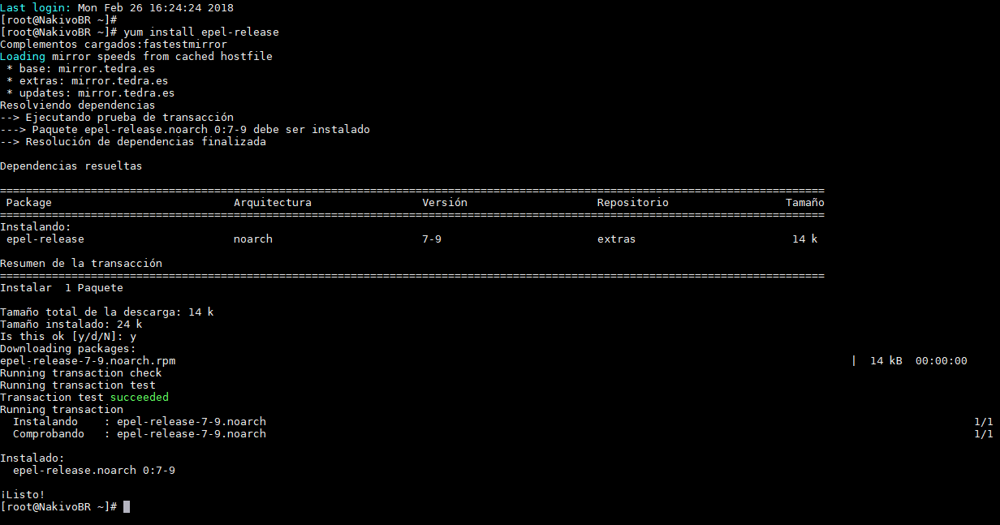 Last login: Mon Feb 26 16:24:24 2018
[root@NakivoBR ~]#
[root@NakivoBR ~]# yum install epel-release
Complementos cargados:fastestmirror
Loading mirror speeds from cached hostfile
 * base: mirror.tedra.es
 * extras: mirror.tedra.es
 * updates: mirror.tedra.es
Resolviendo dependencias
--> Ejecutando prueba de transacción
---> Paquete epel-release.noarch 0:7-9 debe ser instalado
--> Resolución de dependencias finalizada

Dependencias resueltas

===============================================================================================================================
 Package                            Arquitectura                 Versión                    Repositorio                  Tamaño
===============================================================================================================================
Instalando:
 epel-release                       noarch                       7-9                        extras                        14 k

Resumen de la transacción
===============================================================================================================================
Instalar  1 Paquete

Tamaño total de la descarga: 14 k
Tamaño instalado: 24 k
Is this ok [y/d/N]: y
Downloading packages:
epel-release-7-9.noarch.rpm                                                                                                        |  14 kB  00:00:00
Running transaction check
Running transaction test
Transaction test succeeded
Running transaction
  Instalando    : epel-release-7-9.noarch                                                                                                             1/1
  Comprobando   : epel-release-7-9.noarch                                                                                                             1/1

Instalado:
  epel-release.noarch 0:7-9

¡Listo!
[root@NakivoBR ~]#